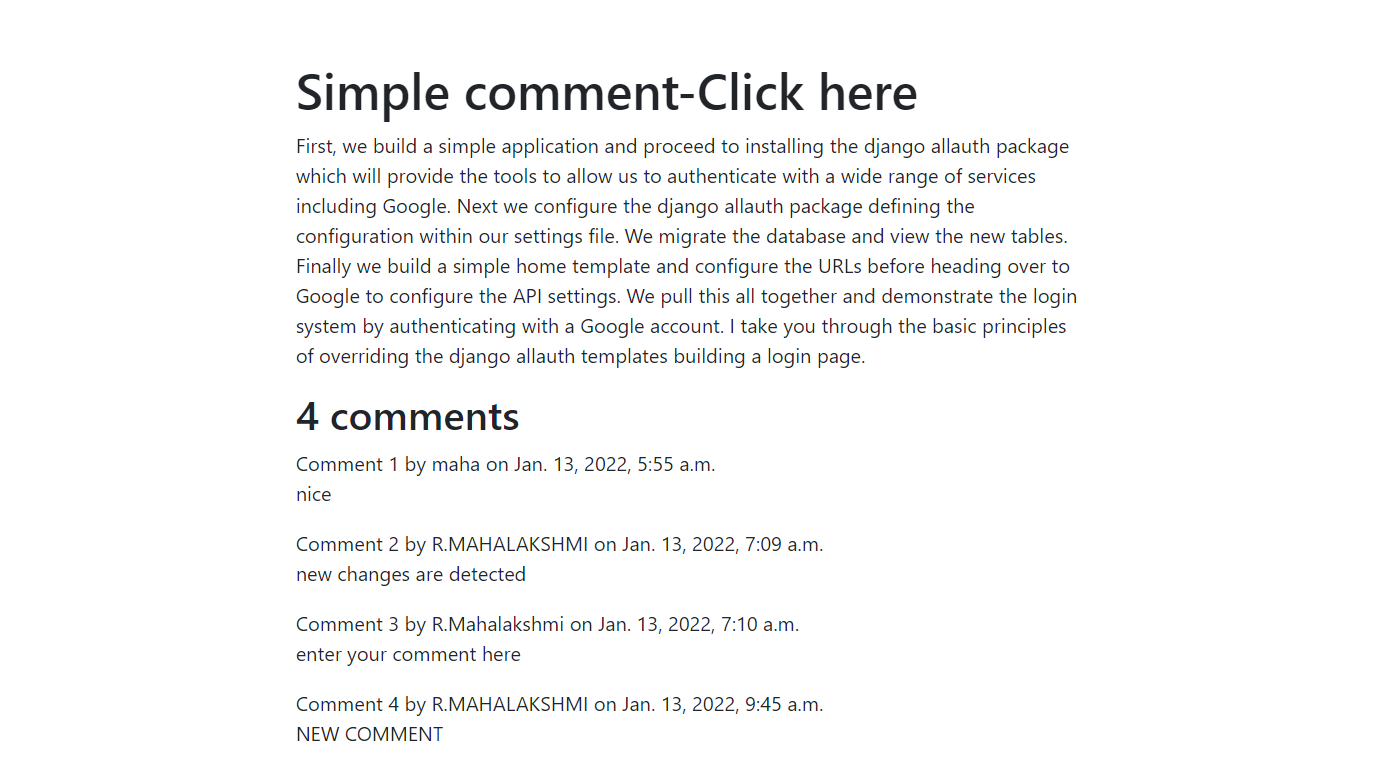 Simple comment-Click here
First, we build a simple application and proceed to installing the django allauth package
which will provide the tools to allow us to authenticate with a wide range of services
including Google. Next we configure the django allauth package defining the
configuration within our settings file. We migrate the database and view the new tables.
Finally we build a simple home template and configure the URLs before heading over to
Google to configure the API settings. We pull this all together and demonstrate the login
system by authenticating with a Google account. I take you through the basic principles
of overriding the django allauth templates building a login page.
4 comments
Comment 1 by maha on Jan. 13, 2022, 5:55 a.m.
nice
Comment 2 by R.MAHALAKSHMI on Jan. 13, 2022, 7:09 a.m.
new changes are detected
Comment 3 by R.Mahalakshmi on Jan. 13, 2022, 7:10 a.m.
enter your comment here
Comment 4 by R.MAHALAKSHMI on Jan. 13, 2022, 9:45 a.m.
NEW COMMENT